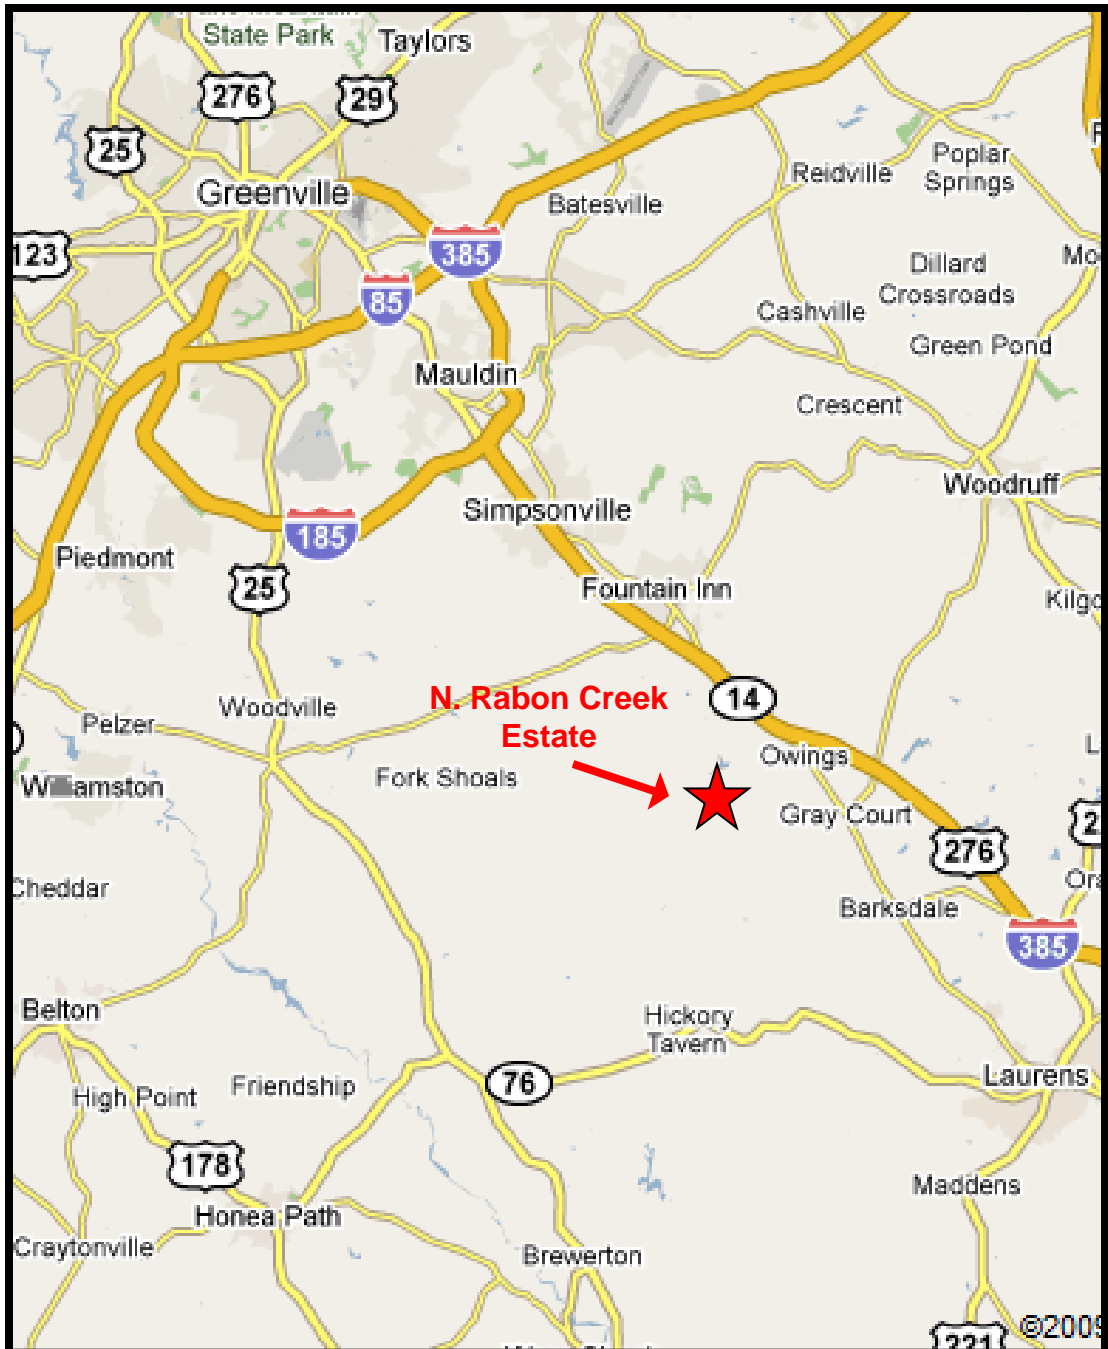 State Park
Taylors
276
29
25
Greenville
Reidville
Poplar
Springs
Batesville
123
385
Dillard
Crossroads
85
Cashville
Green Pond
Mauldin
Crescent
Woodruff
Simpsonville
185
Piedmont
25
Fountain Inn
N. Rabon Creek
Estate
14
Woodville
Pelzer
Owings
Fork Shoals
Williamston
Gray Court
276
Cheddar
Barksdale
385
Belton
Hickory
Tavern
76
Laurens
Friendship
High Point
178
Maddens
Honea Path
Craytonville
Brewerton
221
©2009